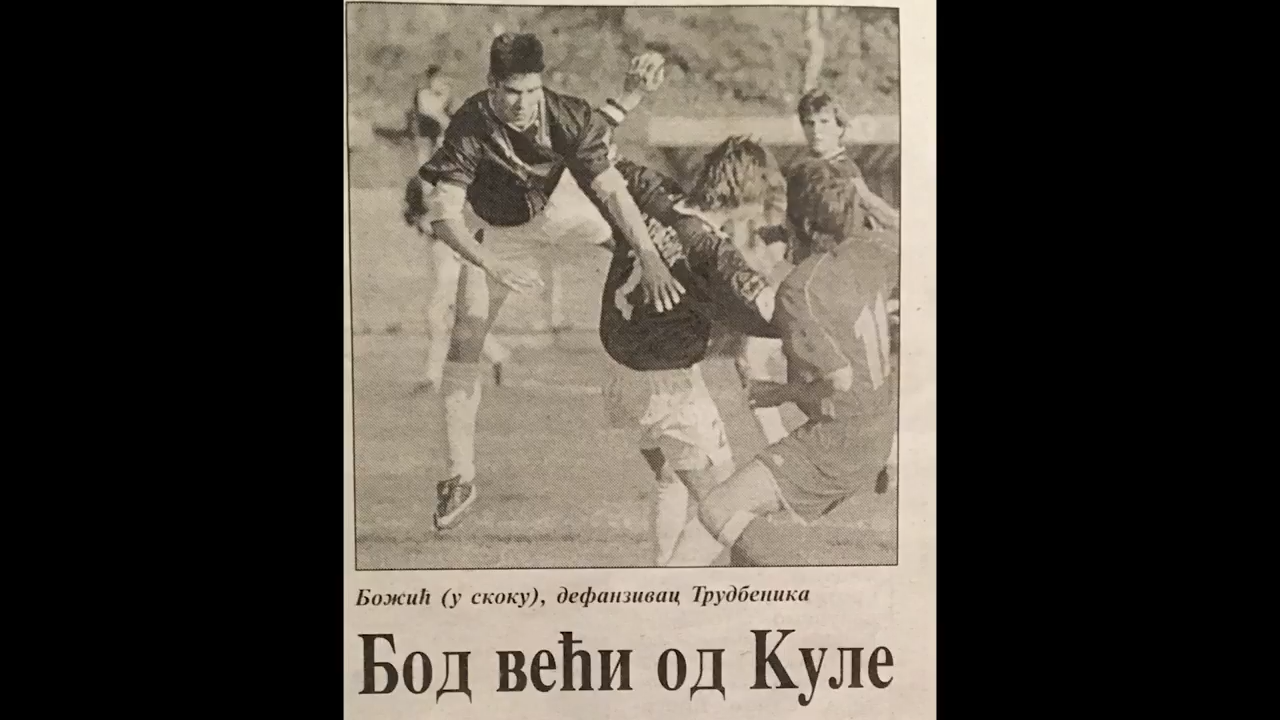 Божић (у скоку), дефанзивац Трудбеника
Бод већи од Куле